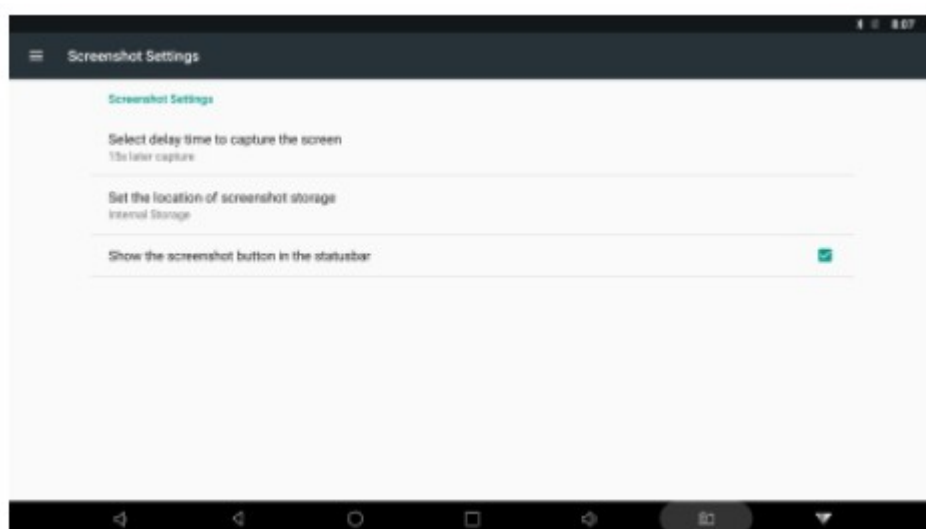 8:07
Screenshot Settings
Screenshot Settings
Select delay time to capture the screen
15s later capture
Set the location of screenshot storage
Internal Storage
Show the screenshot button in the statusbar